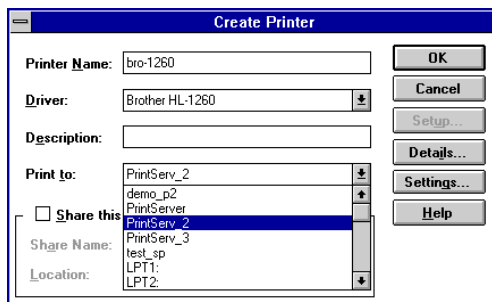 Create Printer
Printer Name: bro-1260
OK
Driver: Brother HL-1260
Cancel
Description:
Setup...
Details...
Print to: PrintServ_2
Settings...
demo_p2
PrintServer
Share this
PrintServ_2
Help
PrintServ_3
Share Name:
test_sp
LPT1:
Location:
LPT2: